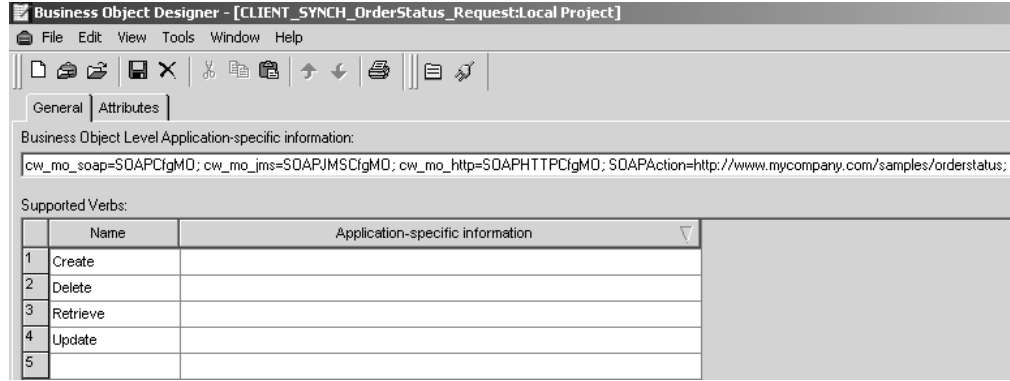 Business Object Designer - [CLIENT_SYNCH_OrderStatus_Request:Local Project]
File Edit View Tools Window Help
General Attributes
Business Object Level Application-specific information:
cw_mo_soap=SOAPCfgMO; cw_mo_jms=SOAPJMSCfgMO; cw_mo_http=SOAPHTTPCfgMO; SOAPAction=http://www.mycompany.com/samples/orderstatus;
Supported Verbs:
Name Application-specific information
1 Create
2 Delete
3 Retrieve
4 Update
5